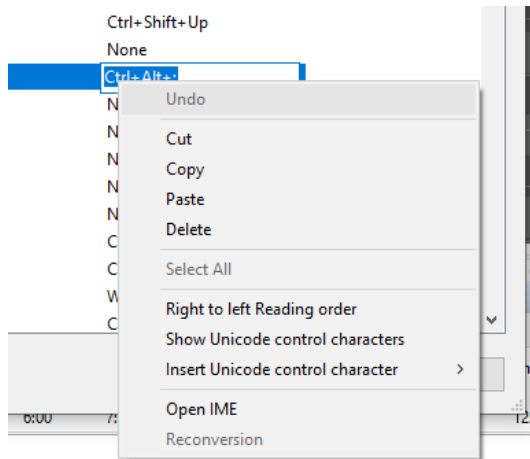 Ctrl+Shift+Up
None
Ctrl+Alt+;
N
Undo
N
Cut
N
Copy
N
Paste
N
Delete
C
C
Select All
W
Right to left Reading order
C
Show Unicode control characters
Insert Unicode control character
Open IME
6:00
Reconversion